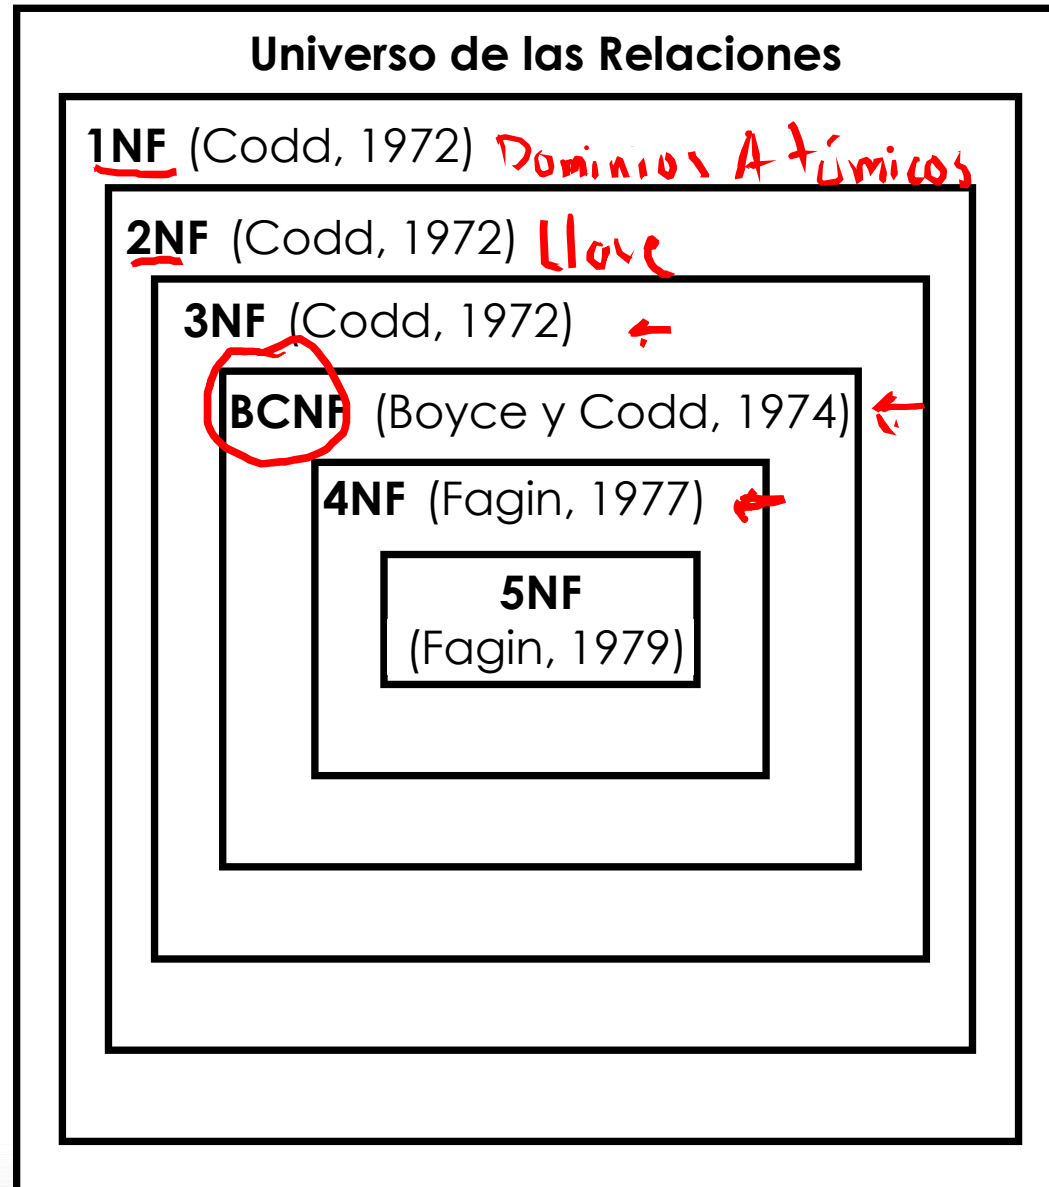 Universo de las Relaciones
1NF (Codd, 1972) Dominios Atómicos
2NF (Codd, 1972) Llave
3NF (Codd, 1972)
BCNF (Boyce y Codd, 1974)
4NF (Fagin, 1977)
5NF
(Fagin, 1979)